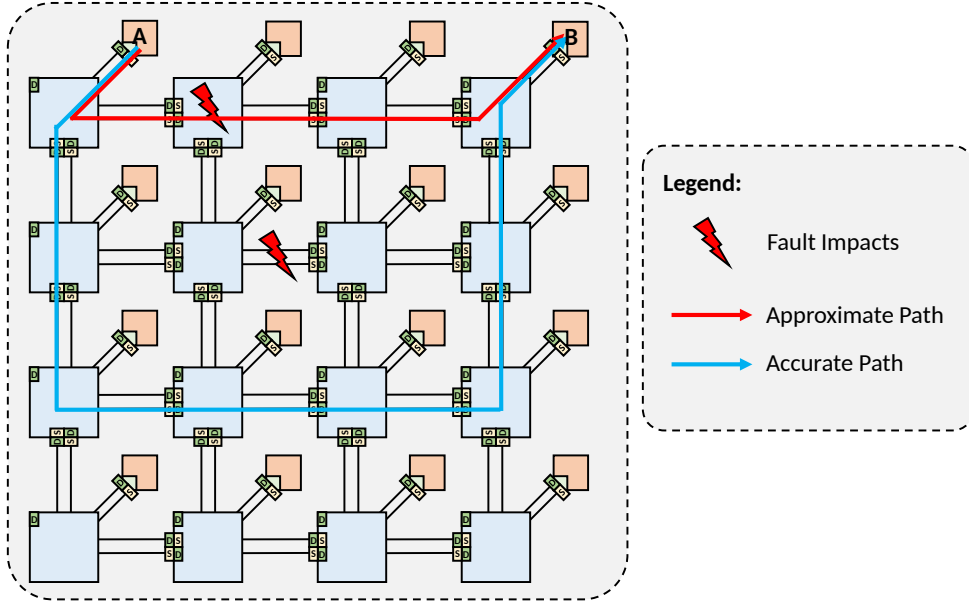 A B
D D S D S S
D
D S D S D S
S D S D S D
S D S D S D S D
D S D S D S D S
D S D S D S D S
D D D D
D S D S D S
S D S D S D
S D S D S D S D
D S D S D S D S
D S D S D S D S
D D D D
D S D S D S
S D S D S D
S D S D S D S D
D S D S D S D S
D S D S D S D S
D D D D
D S D S D S
S D S D S D
Legend:
Fault Impacts
Approximate Path
Accurate Path